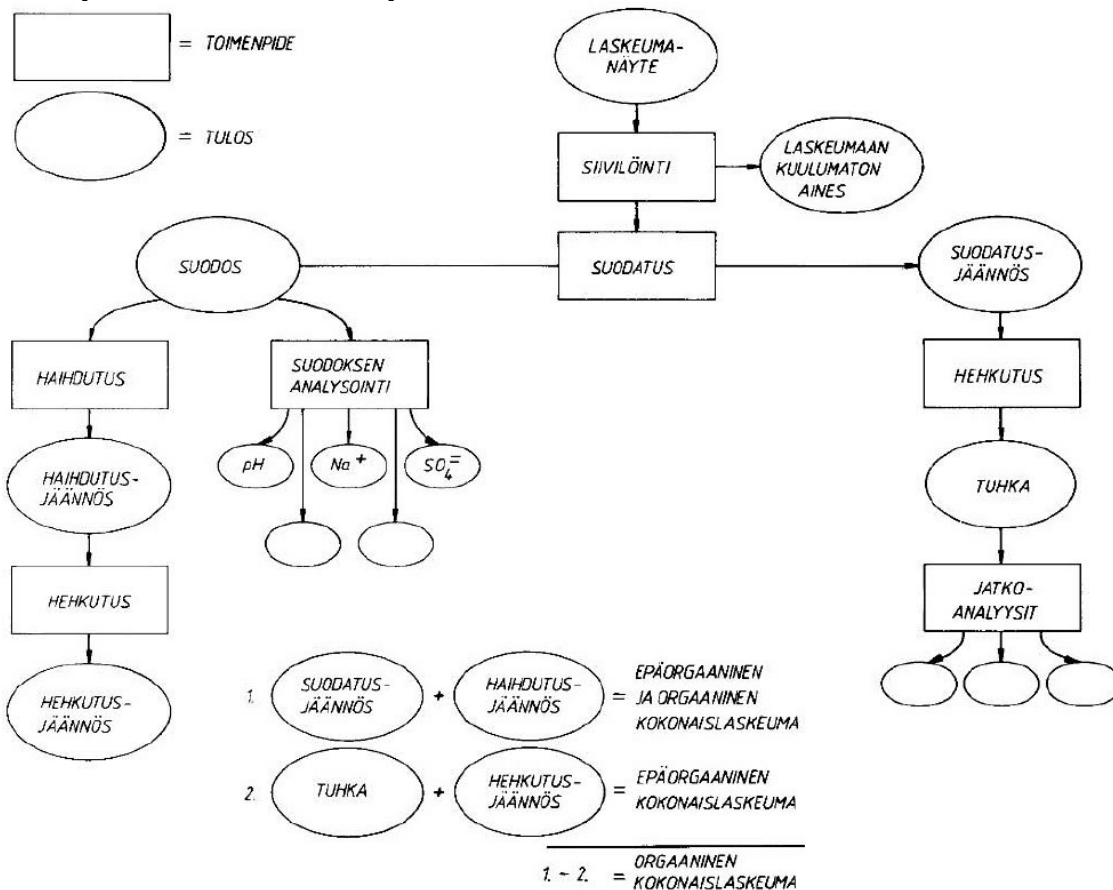 = TOIMENPIDE
= TULOS
LASKEUMA-
NÄYTE
SIIVILÖINTI
LASKEUMAAN
KUULUMATON
AINES
SUODOS
SUODATUS
SUODATUS-
JÄÄNNÖS
HAIHDUTUS
SUODOKSEN
ANALYSOINTI
HEHKUTUS
pH
Na+
SO4=
HAIHDUTUS-
JÄÄNNÖS
TUHKA
HEHKUTUS
JATKO-
ANALYYSIT
HEHKUTUS-
JÄÄNNÖS
1. SUODATUS-
JÄÄNNÖS
+
HAIHDUTUS-
JÄÄNNÖS
=
EPÄORGAANINEN
JA ORGAANINEN
KOKONAISLASKEUMA
2. TUHKA
+
HEHKUTUS-
JÄÄNNÖS
=
EPÄORGAANINEN
KOKONAISLASKEUMA
1. - 2. = ORGAANINEN
KOKONAISLASKEUMA